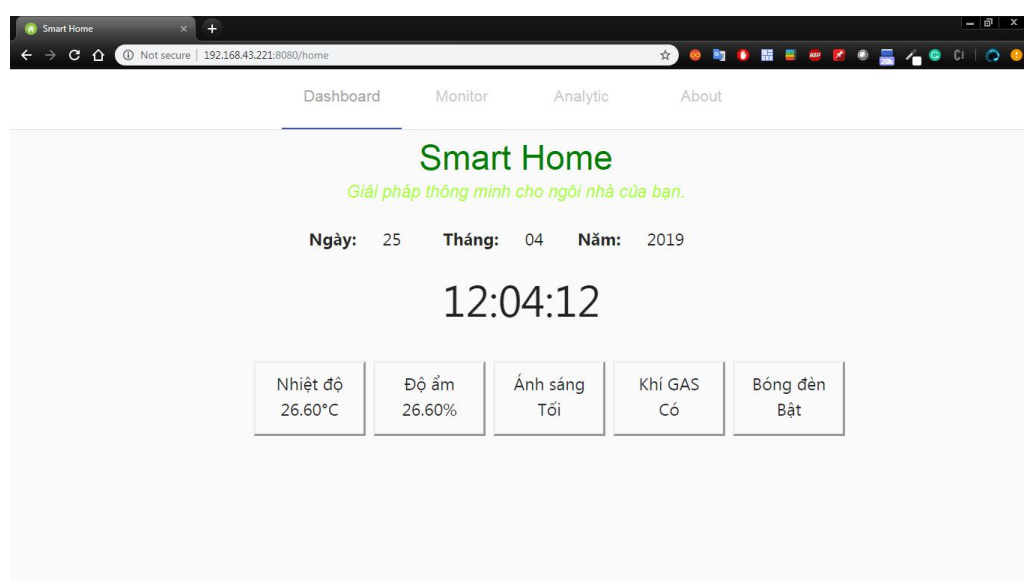 Smart Home
Not secure | 192.168.43.221:8080/home
Dashboard Monitor Analytic About
Smart Home
Giải pháp thông minh cho ngôi nhà của bạn.
Ngày: 25 Tháng: 04 Năm: 2019
12:04:12
Nhiệt độ Độ ẩm Ánh sáng Khí GAS Bóng đèn
26.60°C 26.60% Tối Có Bật